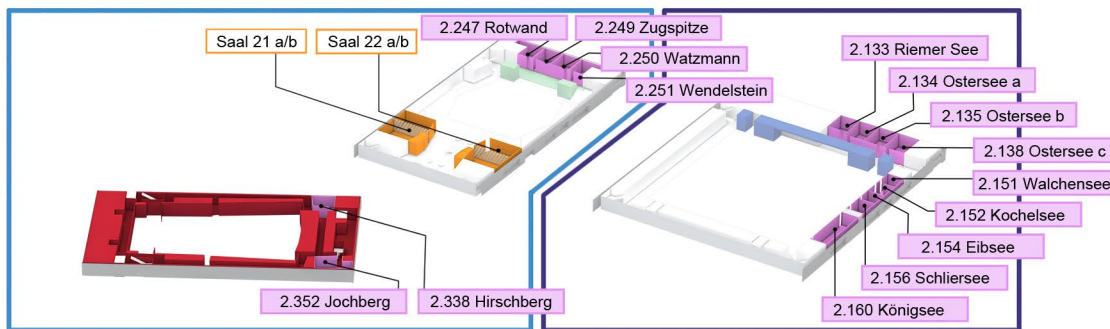 Saal 21 a/b
Saal 22 a/b
2.247 Rotwand
2.249 Zugspitze
2.250 Watzmann
2.251 Wendelstein
2.352 Jochberg
2.338 Hirschberg
2.133 Riemer See
2.134 Ostersee a
2.135 Ostersee b
2.138 Ostersee c
2.151 Walchensee
2.152 Kochelsee
2.154 Eibsee
2.156 Schliersee
2.160 Königsee